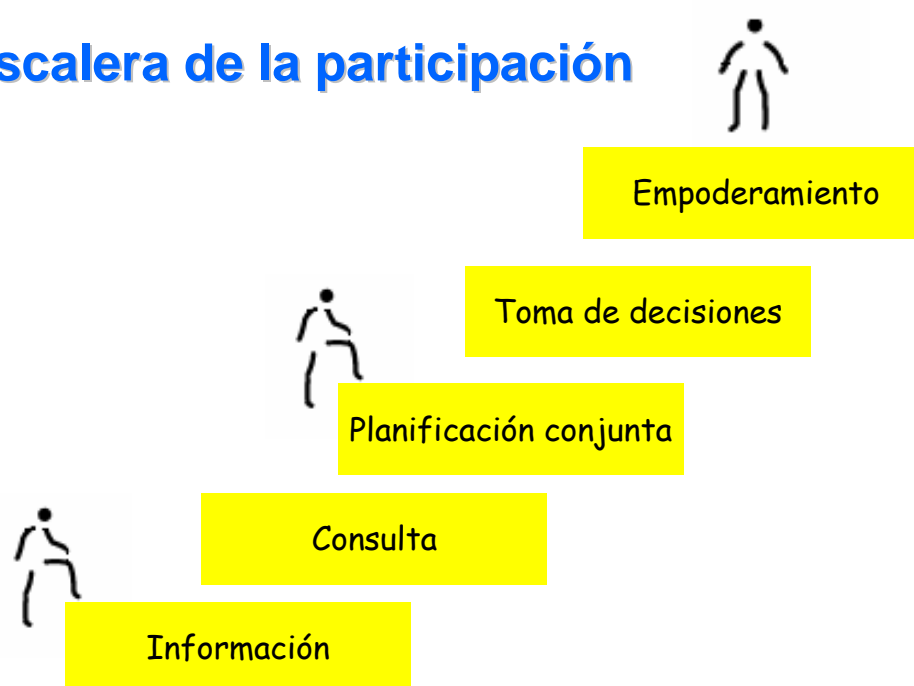 scalera de la participación
Empoderamiento
Toma de decisiones
Planificación conjunta
Consulta
Información